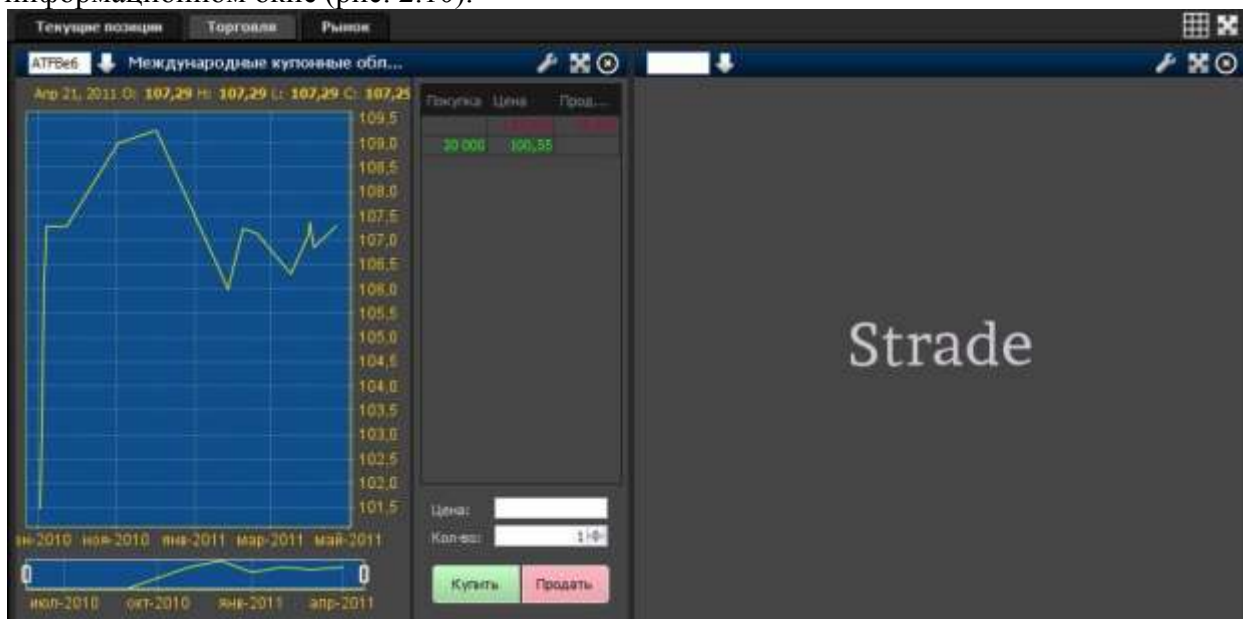 информационном окне (рис. 2.10).
Текущие позиции Торговля Рынок
ATFBe6 Международные купонные обл...
Апр 21, 2011 O: 107,29 H: 107,29 L: 107,29 C: 107,29
Покупка Цена Прод...
30 000 100,55
109,5
109,0
108,5
108,0
107,5
107,0
106,5
106,0
105,5
105,0
104,5
104,0
103,5
103,0
102,5
102,0
101,5
Strade
Цена:
Кол-во: 1
ен-2010 ноя-2010 янв-2011 мар-2011 май-2011
Купить Продать
июл-2010 окт-2010 янв-2011 апр-2011